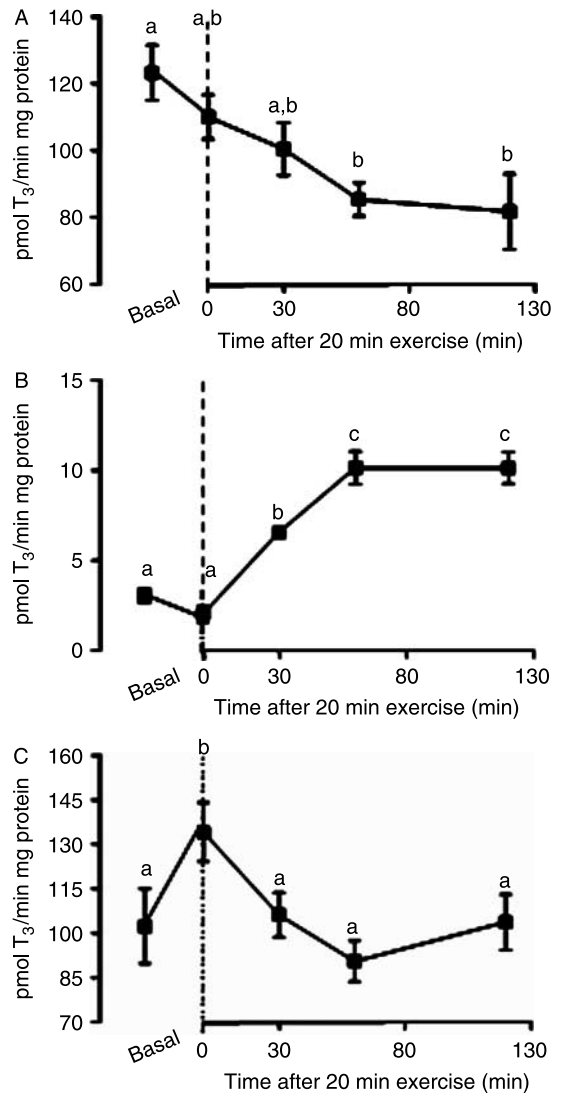 A
pmol T3/min mg protein
140
120
100
80
60
a
a,b
a,b
b
b
Basal
0
30
80
130
Time after 20 min exercise (min)
B
pmol T3/min mg protein
15
10
5
0
a
a
b
c
c
Basal
0
30
80
130
Time after 20 min exercise (min)
C
pmol T3/min mg protein
160
145
130
115
100
85
70
a
b
a
a
a
Basal
0
30
80
130
Time after 20 min exercise (min)